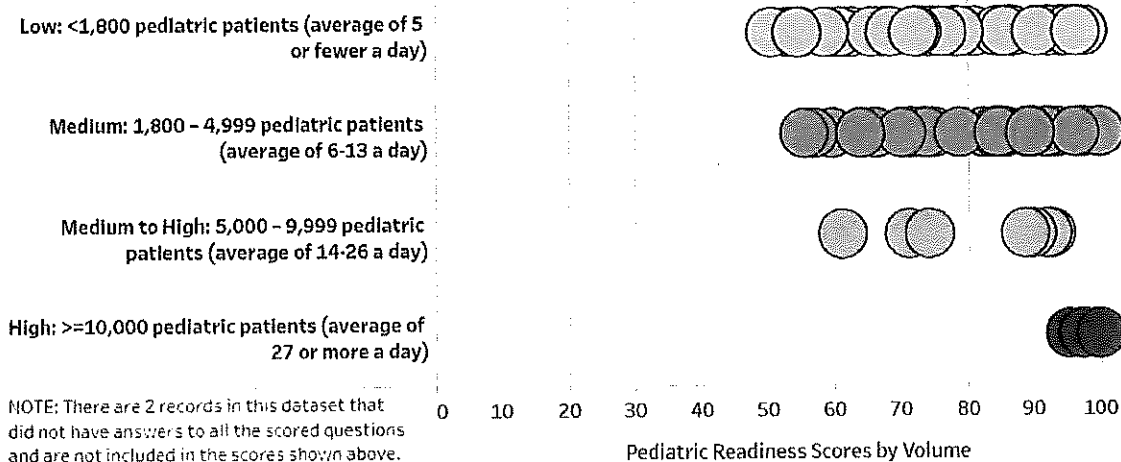 Low: <1,800 pediatric patients (average of 5
or fewer a day)
Medium: 1,800 – 4,999 pediatric patients
(average of 6-13 a day)
Medium to High: 5,000 – 9,999 pediatric
patients (average of 14-26 a day)
High: >=10,000 pediatric patients (average of
27 or more a day)
NOTE: There are 2 records in this dataset that
did not have answers to all the scored questions
and are not included in the scores shown above.
0 10 20 30 40 50 60 70 80 90 100
Pediatric Readiness Scores by Volume